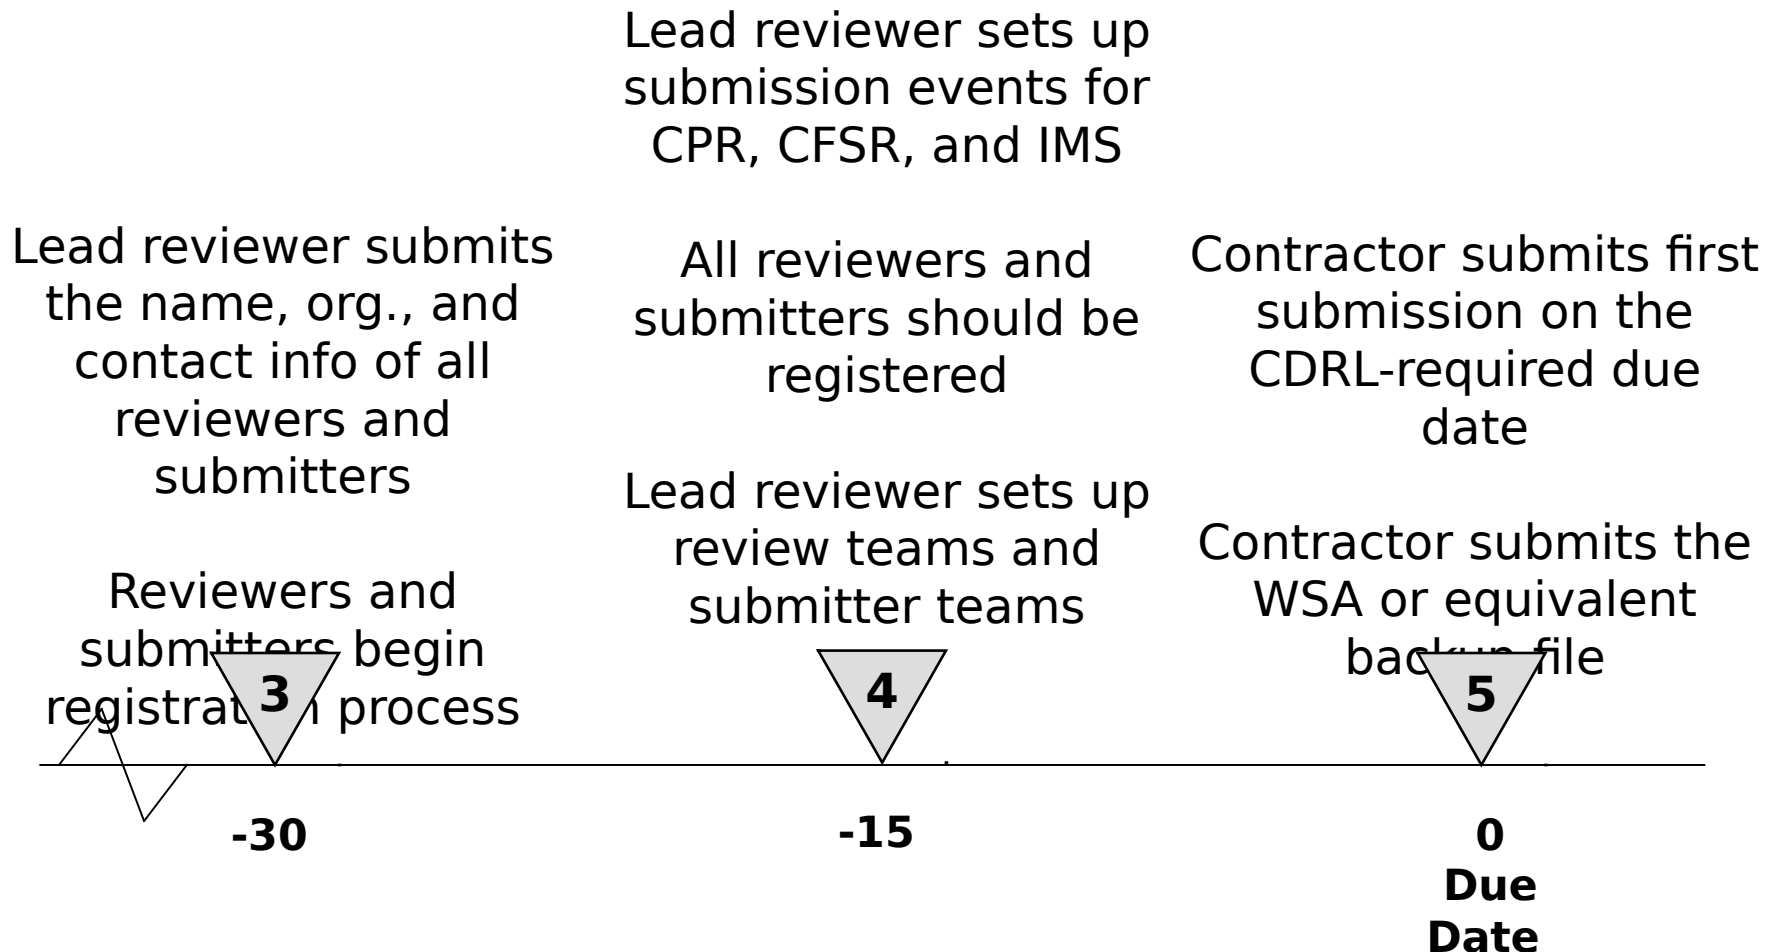 Lead reviewer sets up
submission events for
CPR, CFSR, and IMS
All reviewers and
submitters should be
registered
Lead reviewer sets up
review teams and
submitter teams
Lead reviewer submits
the name, org., and
contact info of all
reviewers and
submitters
Reviewers and
submitters begin
registration process
Contractor submits first
submission on the
CDRL-required due
date
Contractor submits the
WSA or equivalent
backup file
3
4
5
-30
-15
0
Due
Date